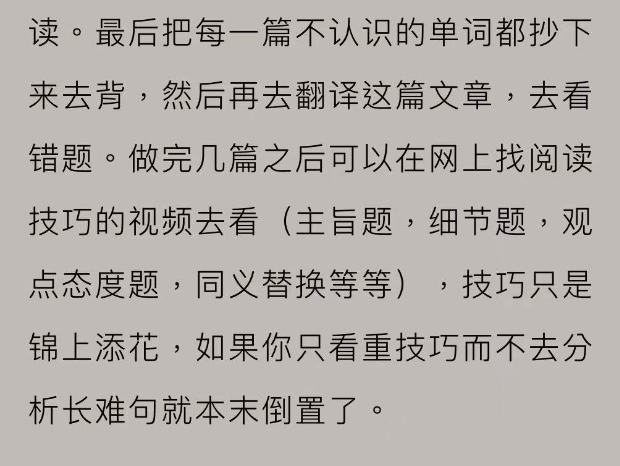 读。最后把每一篇不认识的单词都抄下
来去背，然后再去翻译这篇文章，去看
错题。做完几篇之后可以在网上找阅读
技巧的视频去看（主旨题，细节题，观
点态度题，同义替换等等），技巧只是
锦上添花，如果你只看重技巧而不去分
析长难句就本末倒置了。